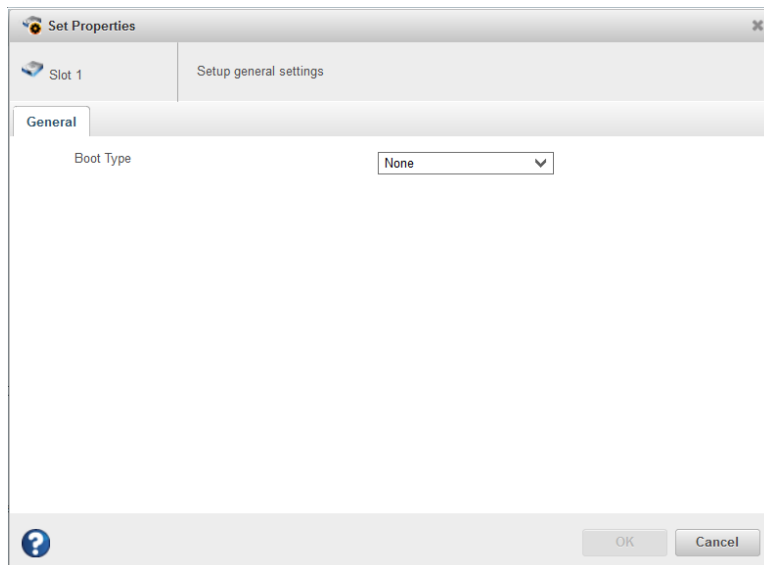 Set Properties
Slot 1
Setup general settings
General
Boot Type
None
?
OK
Cancel